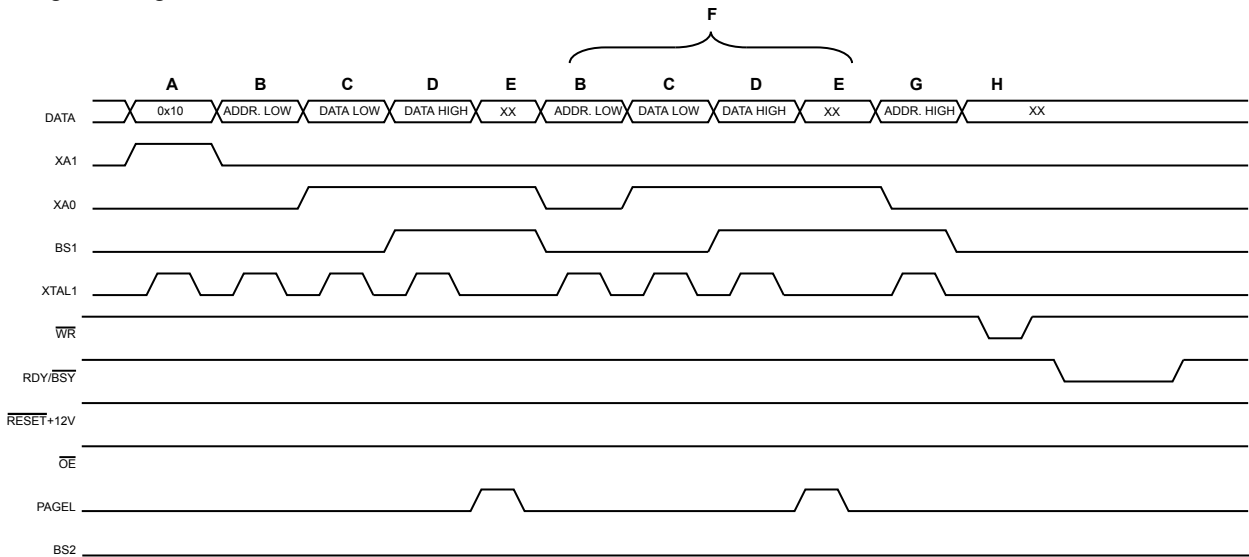 F
A B C D E B C D E G H
DATA 0x10 ADDR. LOW DATA LOW DATA HIGH XX ADDR. LOW DATA LOW DATA HIGH XX ADDR. HIGH XX
XA1
XA0
BS1
XTAL1
WR
RDY/BSY
RESET+12V
OE
PAGEL
BS2